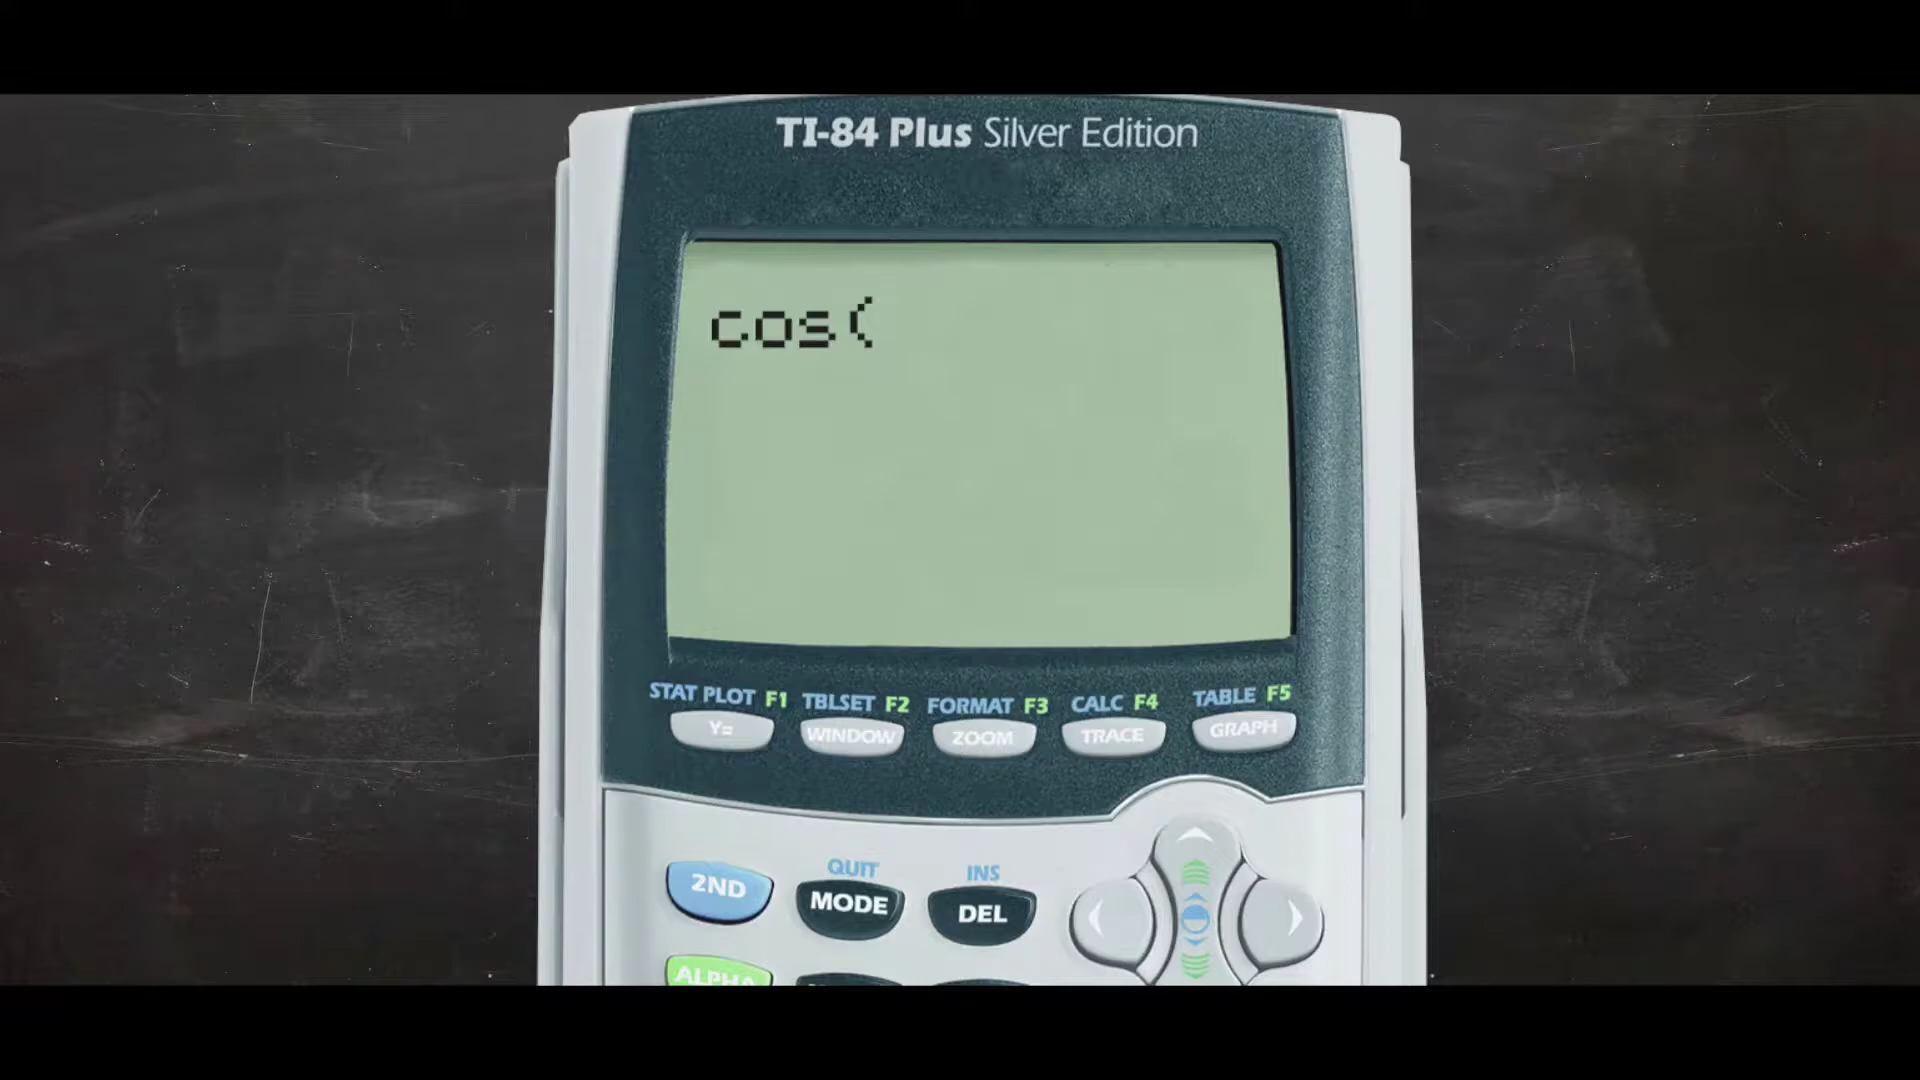 TI-84 Plus Silver Edition
cos(
STAT PLOT F1 TBLSET F2 FORMAT F3 CALC F4 TABLE F5
Y= WINDOW ZOOM TRACE GRAPH
QUIT INS
2ND MODE DEL
ALPHA